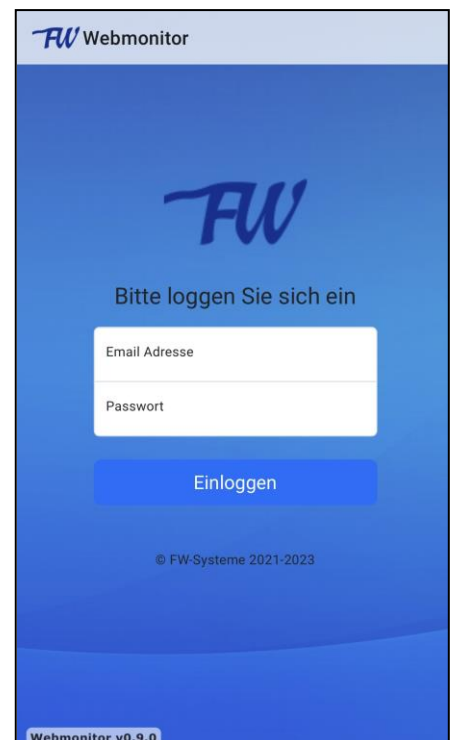 FW Webmonitor
FW
Bitte loggen Sie sich ein
Email Adresse
Passwort
Einloggen
© FW-Systeme 2021-2023
Webmonitor v0.9.0